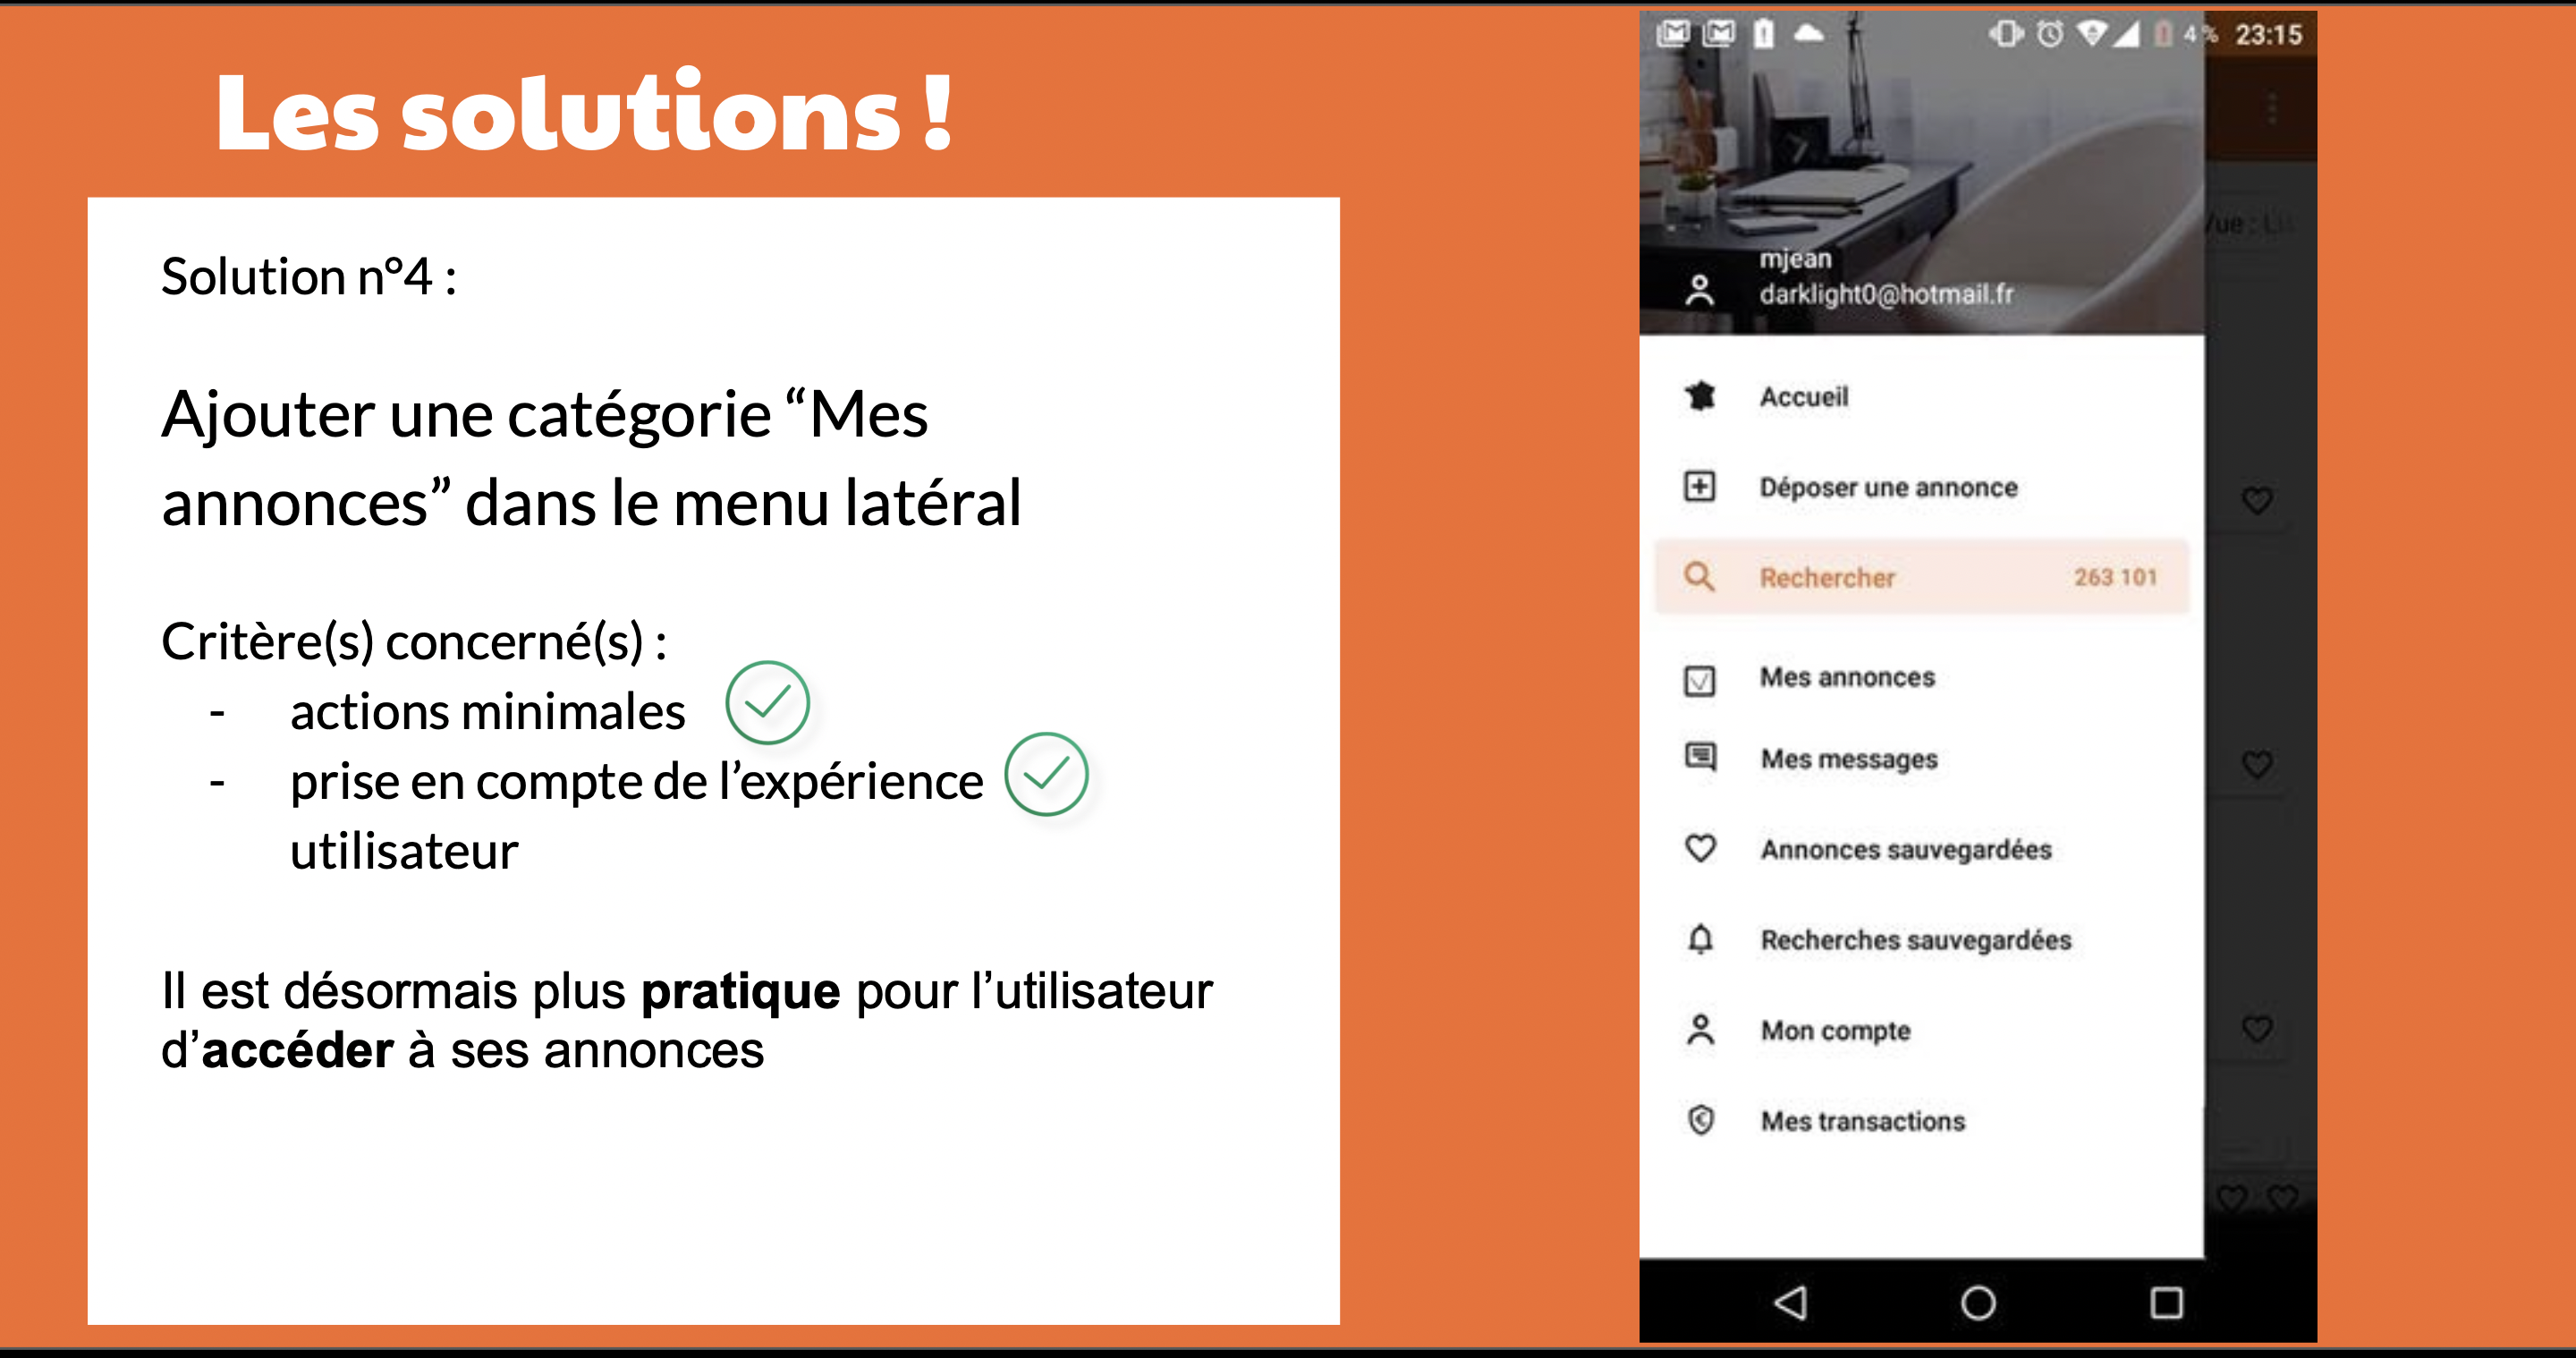 Les solutions !
Solution n°4 :
Ajouter une catégorie “Mes
annonces” dans le menu latéral
Critère(s) concerné(s) :
- actions minimales
- prise en compte de l’expérience
utilisateur
Il est désormais plus pratique pour l’utilisateur
d’accéder à ses annonces
4% 23:15
mjean
darklight0@hotmail.fr
Accueil
Déposer une annonce
Rechercher 263 101
Mes annonces
Mes messages
Annonces sauvegardées
Recherches sauvegardées
Mon compte
Mes transactions